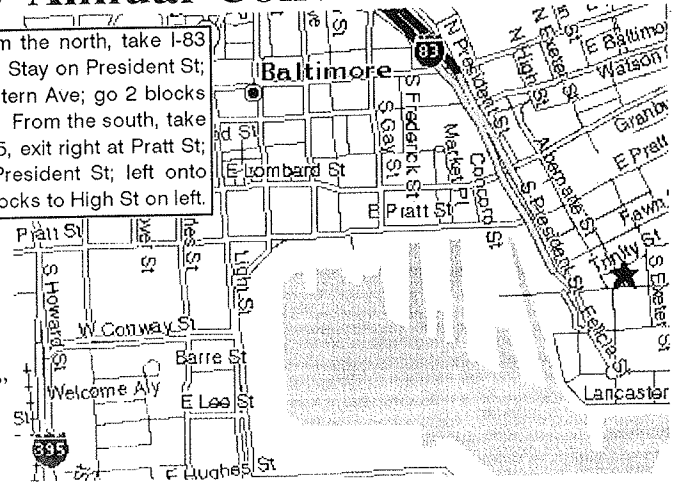 m the north, take I-83
Stay on President St;
tern Ave; go 2 blocks
From the south, take
5, exit right at Pratt St;
President St; left onto
ocks to High St on left.
83
Baltimore
N President St
N High St
N Exeter St
E Baltimo
Watson
Granby
E Pratt
Albemarle St
Fawn
Trinity St
S Exeter St
S President St
Felicia St
Lancaster
S Gay St
S Frederick St
Market Pl
Concord St
d St
E Lombard St
E Pratt St
Pratt St
S Howard St
Light St
W Conway St
Barre St
Welcome Aly
E Lee St
St
395
E Hughes St